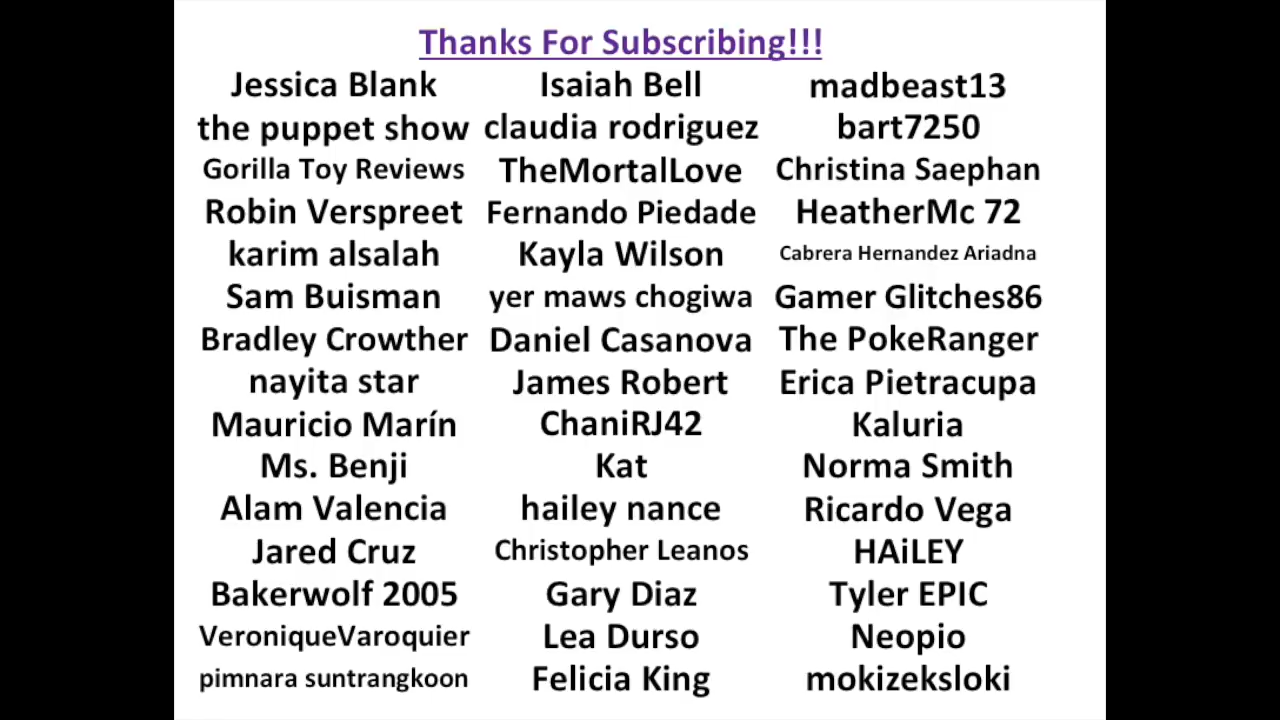 Thanks For Subscribing!!!
Jessica Blank Isaiah Bell madbeast13
the puppet show claudia rodriguez bart7250
Gorilla Toy Reviews TheMortalLove Christina Saephan
Robin Verspreet Fernando Piedade HeatherMc 72
karim alsalah Kayla Wilson Cabrera Hernandez Ariadna
Sam Buisman yer maws chogiwa Gamer Glitches86
Bradley Crowther Daniel Casanova The PokeRanger
nayita star James Robert Erica Pietracupa
Mauricio Marín ChaniRJ42 Kaluria
Ms. Benji Kat Norma Smith
Alam Valencia hailey nance Ricardo Vega
Jared Cruz Christopher Leanos HAiLEY
Bakerwolf 2005 Gary Diaz Tyler EPIC
VeroniqueVaroquier Lea Durso Neopio
pimnara suntrangkoon Felicia King mokizeksloki